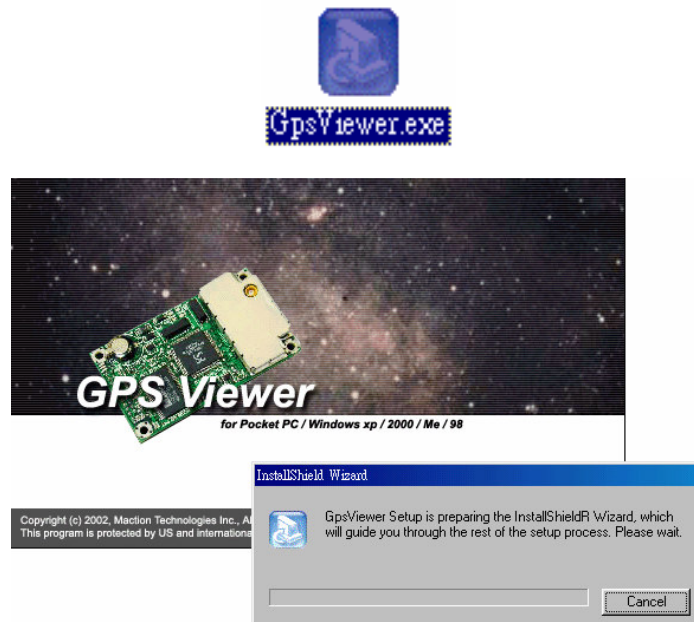 GpsViewer.exe
GPS Viewer
for Pocket PC / Windows xp / 2000 / Me / 98
Copyright (c) 2002, Maction Technologies Inc.,
This program is protected by US and
InstallShield Wizard
GpsViewer Setup is preparing the InstallShieldR Wizard, which
will guide you through the rest of the setup process. Please wait.
Cancel